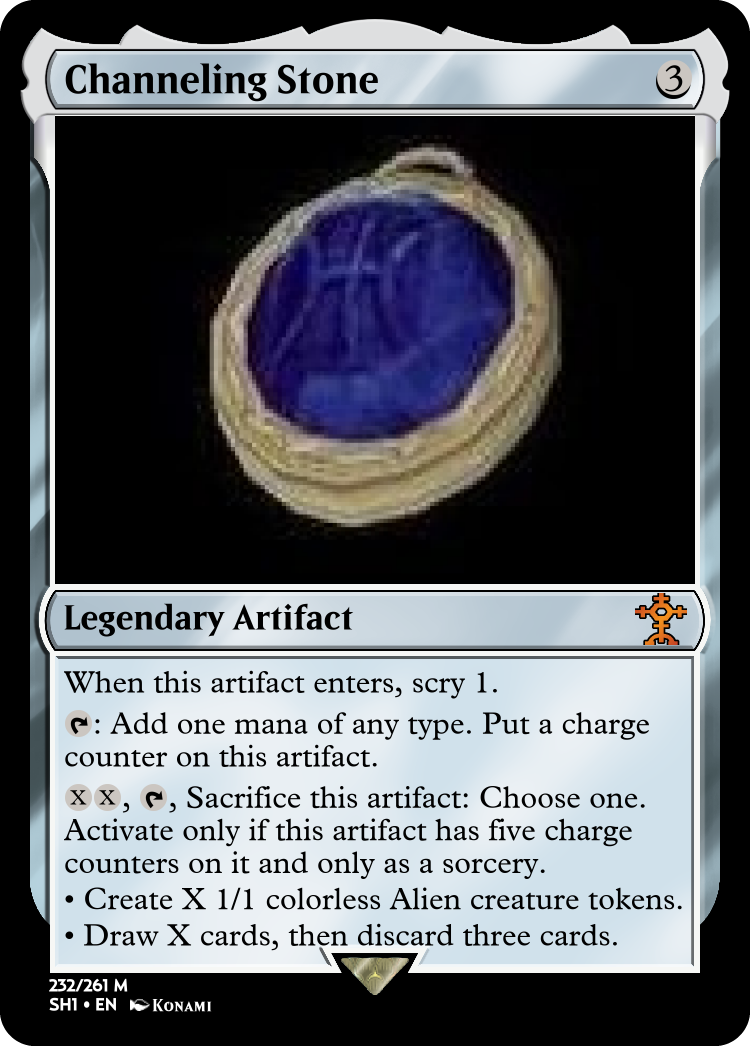 Channeling Stone 3
Legendary Artifact
When this artifact enters, scry 1.
: Add one mana of any type. Put a charge
counter on this artifact.
X X, , Sacrifice this artifact: Choose one.
Activate only if this artifact has five charge
counters on it and only as a sorcery.
• Create X 1/1 colorless Alien creature tokens.
• Draw X cards, then discard three cards.
232/261 M
SH1 • EN KONAMI